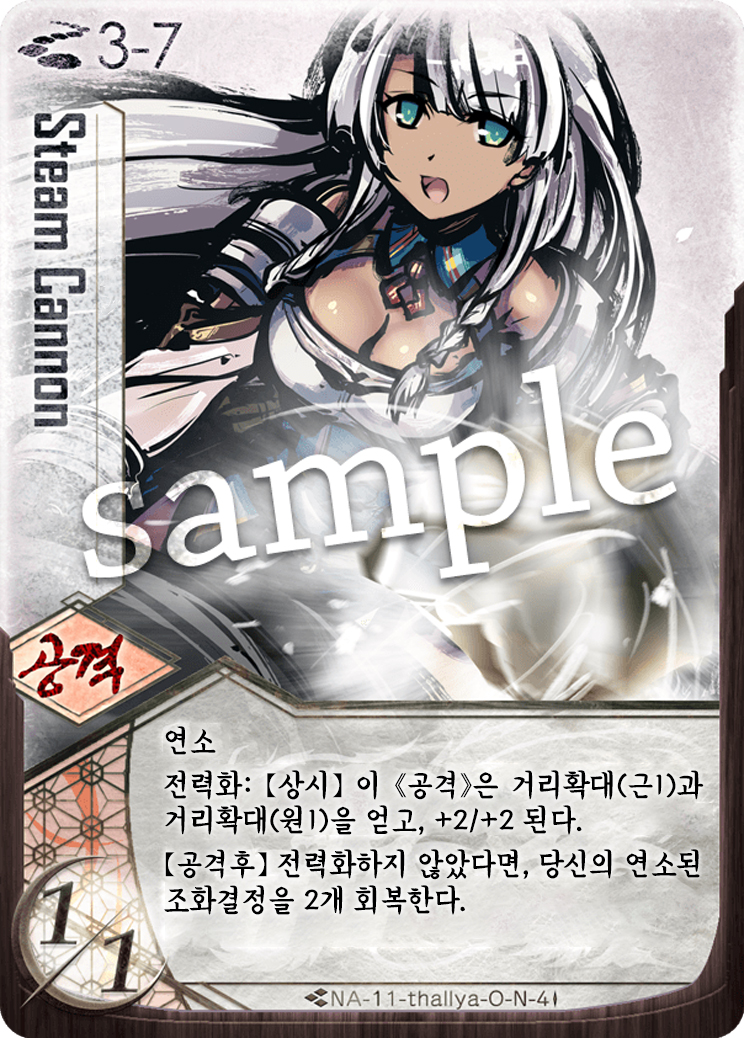 3-7
Steam Cannon
sample
공격
연소
전력화: 【상시】 이 《공격》은 거리확대(근1)과
거리확대(원1)을 얻고, +2/+2 된다.
【공격후】 전력화하지 않았다면, 당신의 연소된
조화결정을 2개 회복한다.
1/1
NA-11-thallya-O-N-4